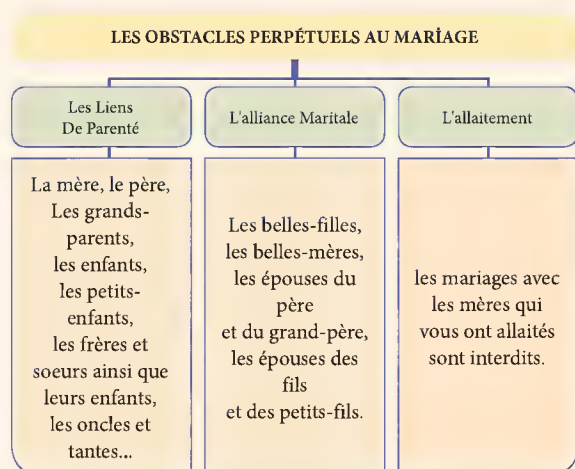 LES OBSTACLES PERPÉTUELS AU MARİAGE
Les Liens
De Parenté
L'alliance Maritale
L'allaitement
La mère, le père,
Les grands-
parents,
les enfants,
les petits-
enfants,
les frères et
soeurs ainsi que
leurs enfants,
les oncles et
tantes...
Les belles-filles,
les belles-mères,
les épouses du
père
et du grand-père,
les épouses des
fils
et des petits-fils.
les mariages avec
les mères qui
vous ont allaités
sont interdits.